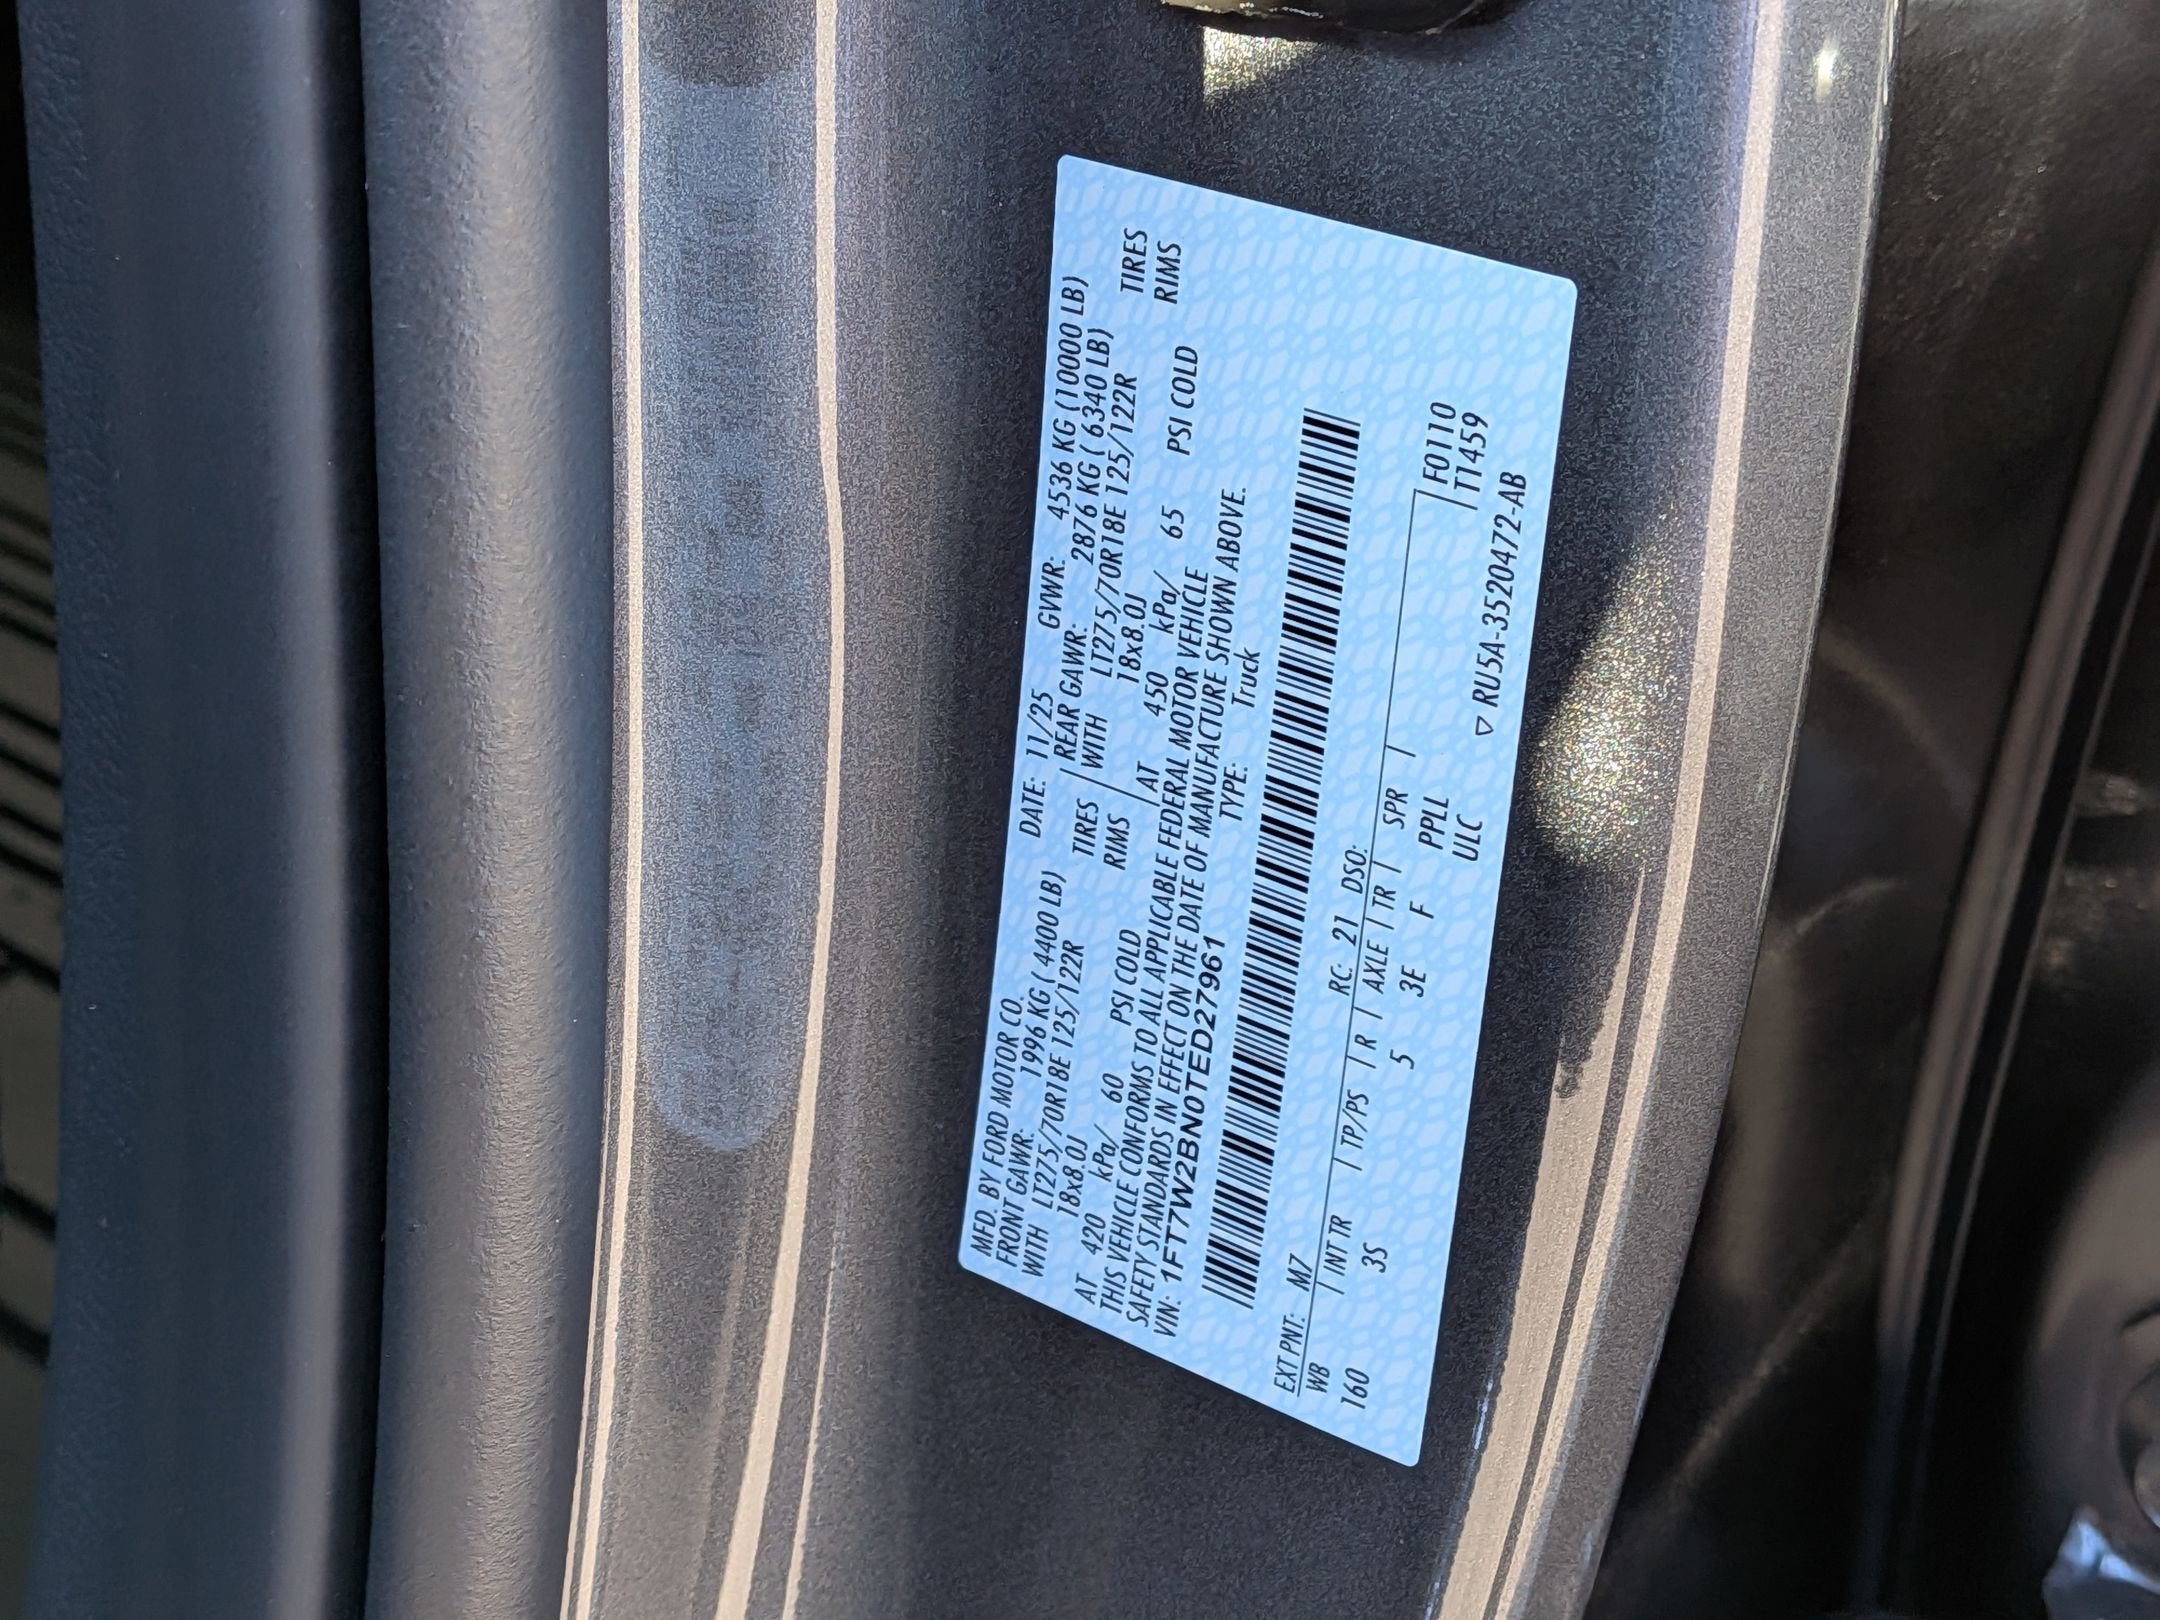 MFD. BY FORD MOTOR CO. DATE: 11/25 GVWR: 4536 KG (10000 LB)
FRONT GAWR: 1996 KG ( 4400 LB) REAR GAWR: 2876 KG ( 6340 LB)
WITH LT275/70R18E 125/122R TIRES WITH LT275/70R18E 125/122R TIRES
18x8.0J RIMS 18x8.0J RIMS
AT 420 kPa/ 60 PSI COLD AT 450 kPa/ 65 PSI COLD
THIS VEHICLE CONFORMS TO ALL APPLICABLE FEDERAL MOTOR VEHICLE
SAFETY STANDARDS IN EFFECT ON THE DATE OF MANUFACTURE SHOWN ABOVE.
VIN: 1FT7W2BN0TED27961 TYPE: Truck
EXT PNT: M7 RC: 21 DSO:
WB | INT TR | TP/PS | R | AXLE | TR | SPR |
160 3S 5 3E F PPLL F0110
ULC T1459
▽ RU5A-3520472-AB